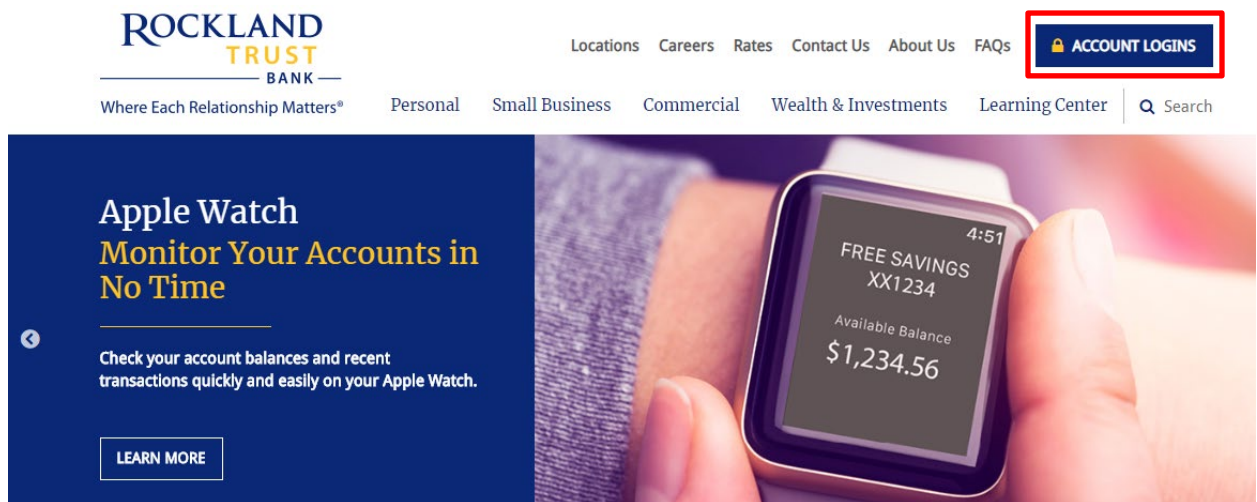 ROCKLAND
TRUST
BANK
Where Each Relationship Matters®
Locations Careers Rates Contact Us About Us FAQs ACCOUNT LOGINS
Personal Small Business Commercial Wealth & Investments Learning Center Search
Apple Watch
Monitor Your Accounts in
No Time
Check your account balances and recent
transactions quickly and easily on your Apple Watch.
LEARN MORE
4:51
FREE SAVINGS
XX1234
Available Balance
$1,234.56